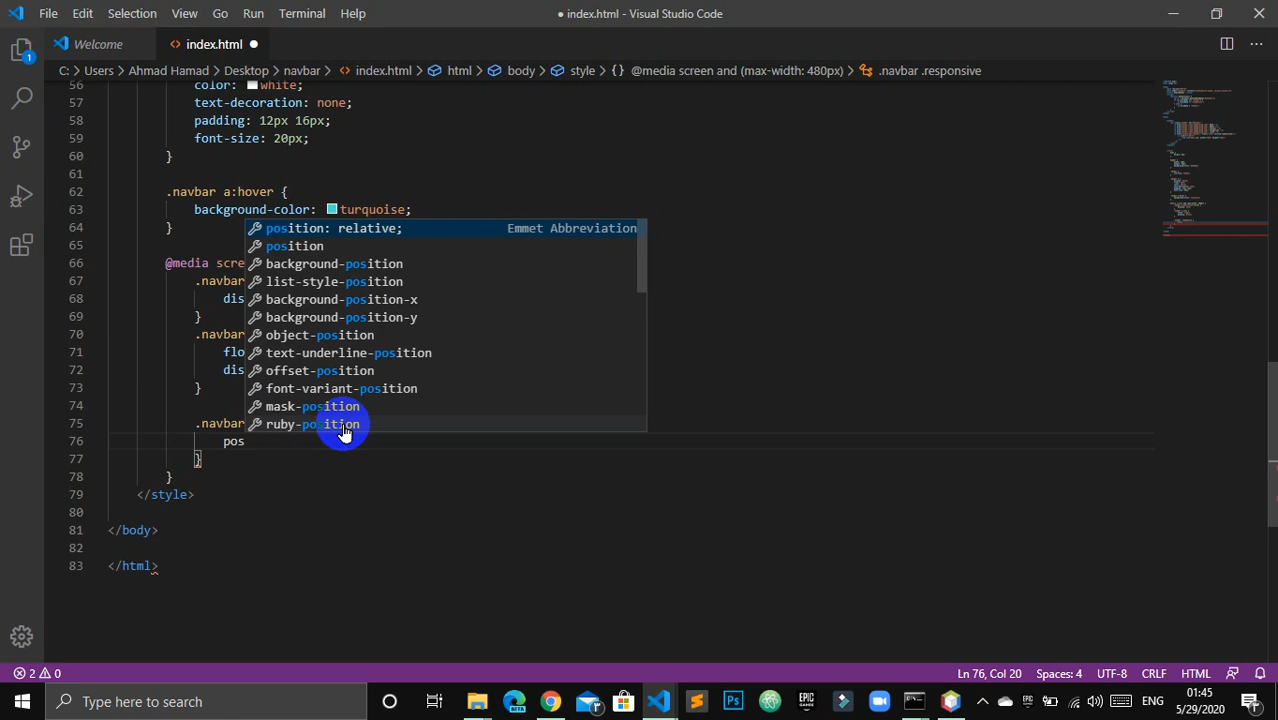 File Edit Selection View Go Run Terminal Help
● index.html - Visual Studio Code
Welcome
<> index.html ●
C: > Users > Ahmad Hamad > Desktop > navbar > <> index.html > html > body > style > {} @media screen and (max-width: 480px) > .navbar .responsive
56 color: white;
57 text-decoration: none;
58 padding: 12px 16px;
59 font-size: 20px;
60 }
61
62 .navbar a:hover {
63 background-color: turquoise;
64 }
65
66 @media scre
67 .navbar
68 dis
69 }
70 .navbar
71 flo
72 dis
73 }
74
75 .navbar
76 pos
77 }
78 }
79 </style>
80
81 </body>
82
83 </html>
position: relative; Emmet Abbreviation
position
background-position
list-style-position
background-position-x
background-position-y
object-position
text-underline-position
offset-position
font-variant-position
mask-position
ruby-position
1
2 0
Ln 76, Col 20 Spaces: 4 UTF-8 CRLF HTML
Type here to search
BETA
Ps
EPIC GAMES
ENG
01:45
5/29/2020